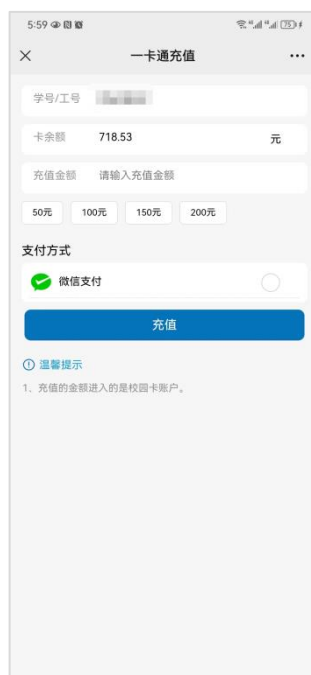 5:59
75
一卡通充值
学号/工号
卡余额 718.53 元
充值金额 请输入充值金额
50元 100元 150元 200元
支付方式
微信支付
充值
温馨提示
1、充值的金额进入的是校园卡账户。